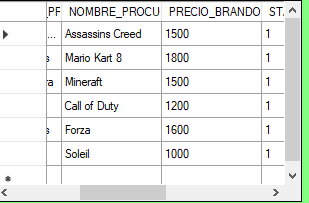 _PF NOMBRE_PROCU PRECIO_BRANDO ST.
... Assassins Creed 1500 1
s Mario Kart 8 1800 1
ra Mineraft 1500 1
Call of Duty 1200 1
s Forza 1600 1
Soleil 1000 1